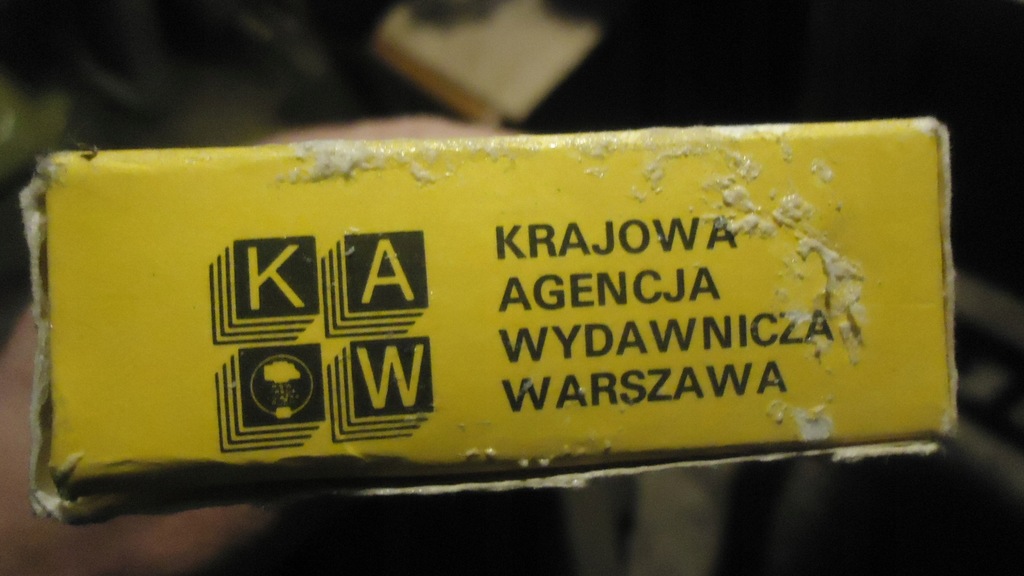 K A
W
KRAJOWA
AGENCJA
WYDAWNICZA
WARSZAWA